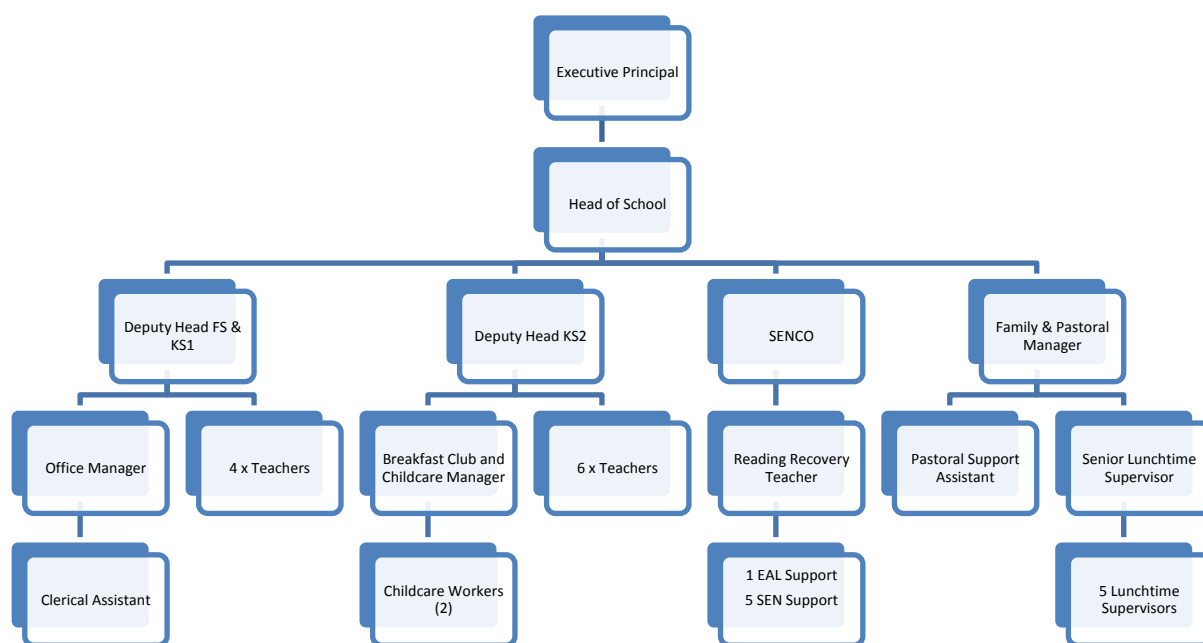 Executive Principal
Head of School
Deputy Head FS &
KS1
Deputy Head KS2
SENCO
Family & Pastoral
Manager
Office Manager
4 x Teachers
Breakfast Club and
Childcare Manager
6 x Teachers
Reading Recovery
Teacher
Pastoral Support
Assistant
Senior Lunchtime
Supervisor
Clerical Assistant
Childcare Workers
(2)
1 EAL Support
5 SEN Support
5 Lunchtime
Supervisors